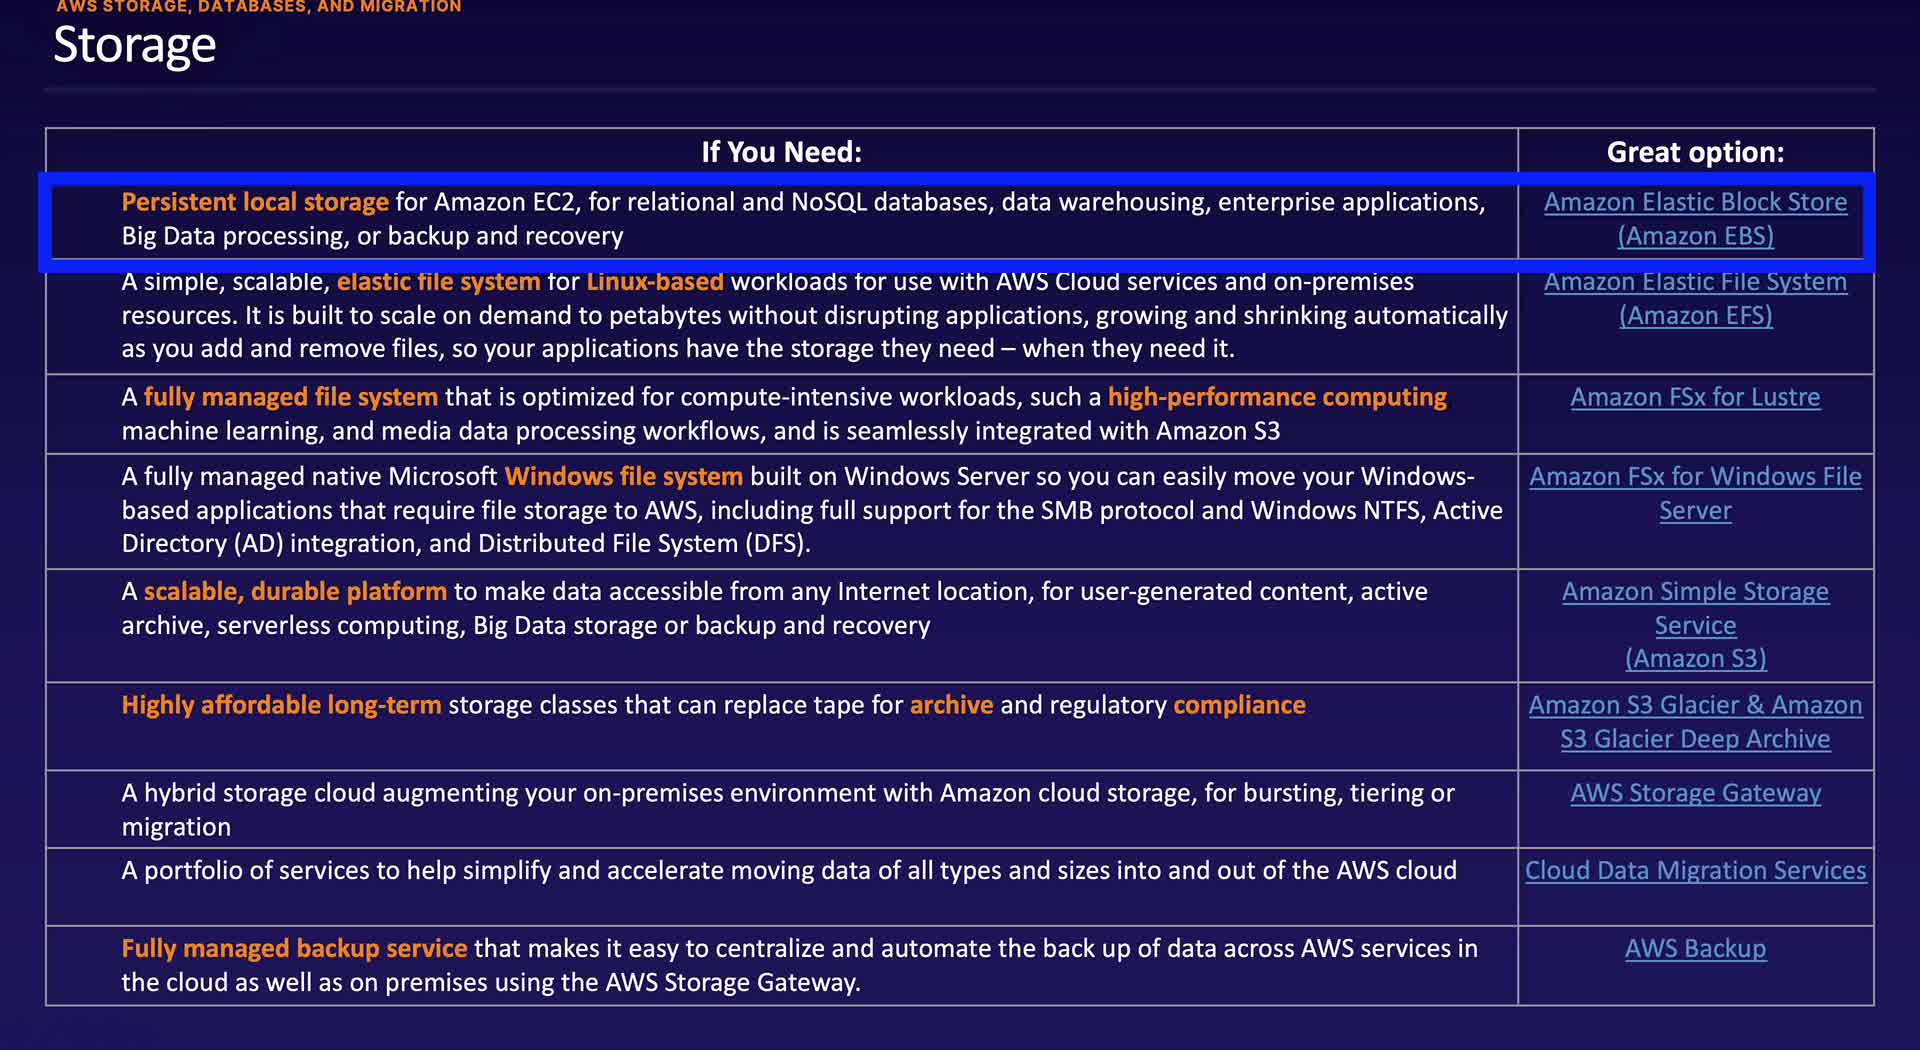 AWS STORAGE, DATABASES, AND MIGRATION
Storage
If You Need:
Great option:
Persistent local storage for Amazon EC2, for relational and NoSQL databases, data warehousing, enterprise applications,
Big Data processing, or backup and recovery
Amazon Elastic Block Store
(Amazon EBS)
A simple, scalable, elastic file system for Linux-based workloads for use with AWS Cloud services and on-premises
resources. It is built to scale on demand to petabytes without disrupting applications, growing and shrinking automatically
as you add and remove files, so your applications have the storage they need – when they need it.
Amazon Elastic File System
(Amazon EFS)
A fully managed file system that is optimized for compute-intensive workloads, such a high-performance computing
machine learning, and media data processing workflows, and is seamlessly integrated with Amazon S3
Amazon FSx for Lustre
A fully managed native Microsoft Windows file system built on Windows Server so you can easily move your Windows-
based applications that require file storage to AWS, including full support for the SMB protocol and Windows NTFS, Active
Directory (AD) integration, and Distributed File System (DFS).
Amazon FSx for Windows File
Server
A scalable, durable platform to make data accessible from any Internet location, for user-generated content, active
archive, serverless computing, Big Data storage or backup and recovery
Amazon Simple Storage
Service
(Amazon S3)
Highly affordable long-term storage classes that can replace tape for archive and regulatory compliance
Amazon S3 Glacier & Amazon
S3 Glacier Deep Archive
A hybrid storage cloud augmenting your on-premises environment with Amazon cloud storage, for bursting, tiering or
migration
AWS Storage Gateway
A portfolio of services to help simplify and accelerate moving data of all types and sizes into and out of the AWS cloud
Cloud Data Migration Services
Fully managed backup service that makes it easy to centralize and automate the back up of data across AWS services in
the cloud as well as on premises using the AWS Storage Gateway.
AWS Backup